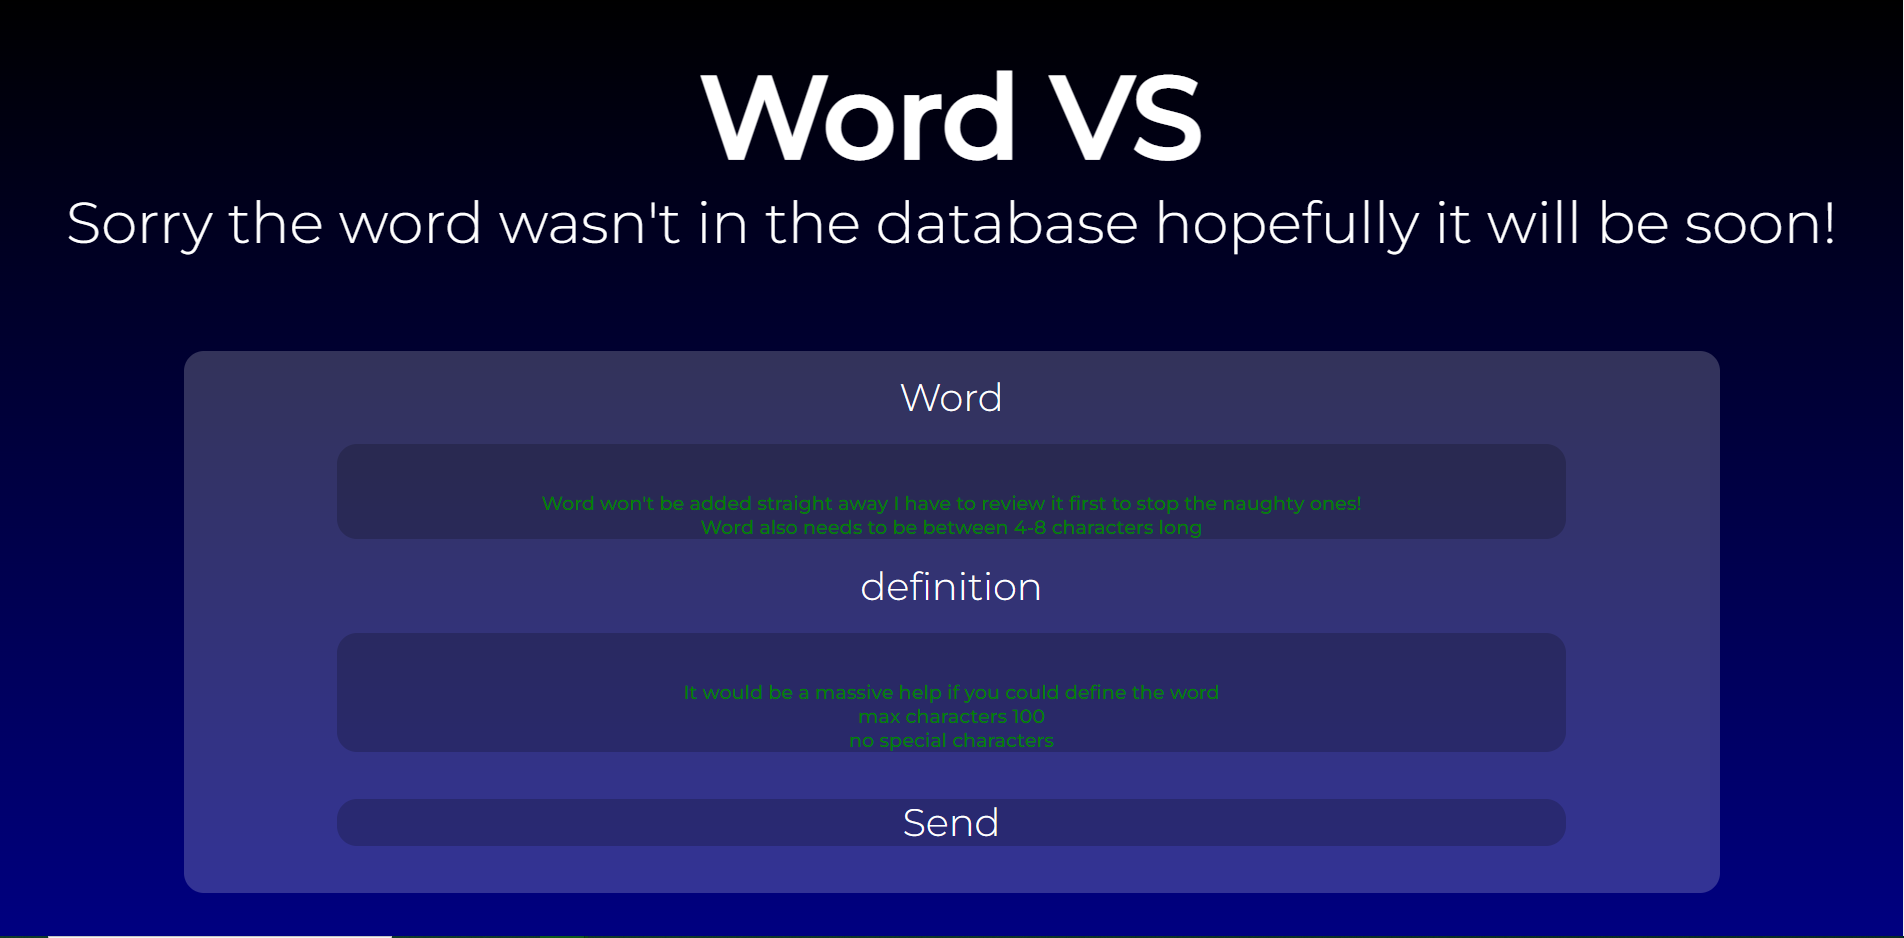 Word VS
Sorry the word wasn't in the database hopefully it will be soon!
Word
Word won't be added straight away I have to review it first to stop the naughty ones!
Word also needs to be between 4-8 characters long
definition
It would be a massive help if you could define the word
max characters 100
no special characters
Send